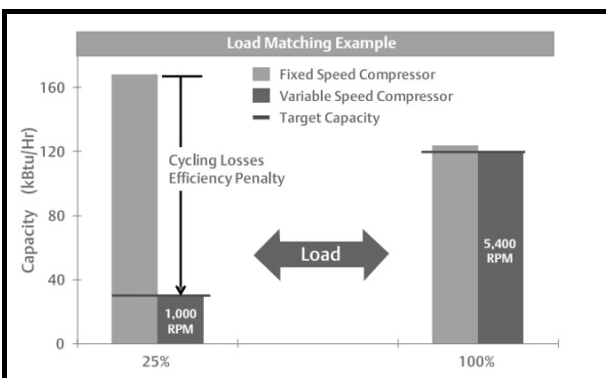 Load Matching Example
Fixed Speed Compressor
Variable Speed Compressor
Target Capacity
Capacity (kBtu/Hr)
160
120
80
40
0
Cycling Losses
Efficiency Penalty
Load
1,000
RPM
5,400
RPM
25%
100%